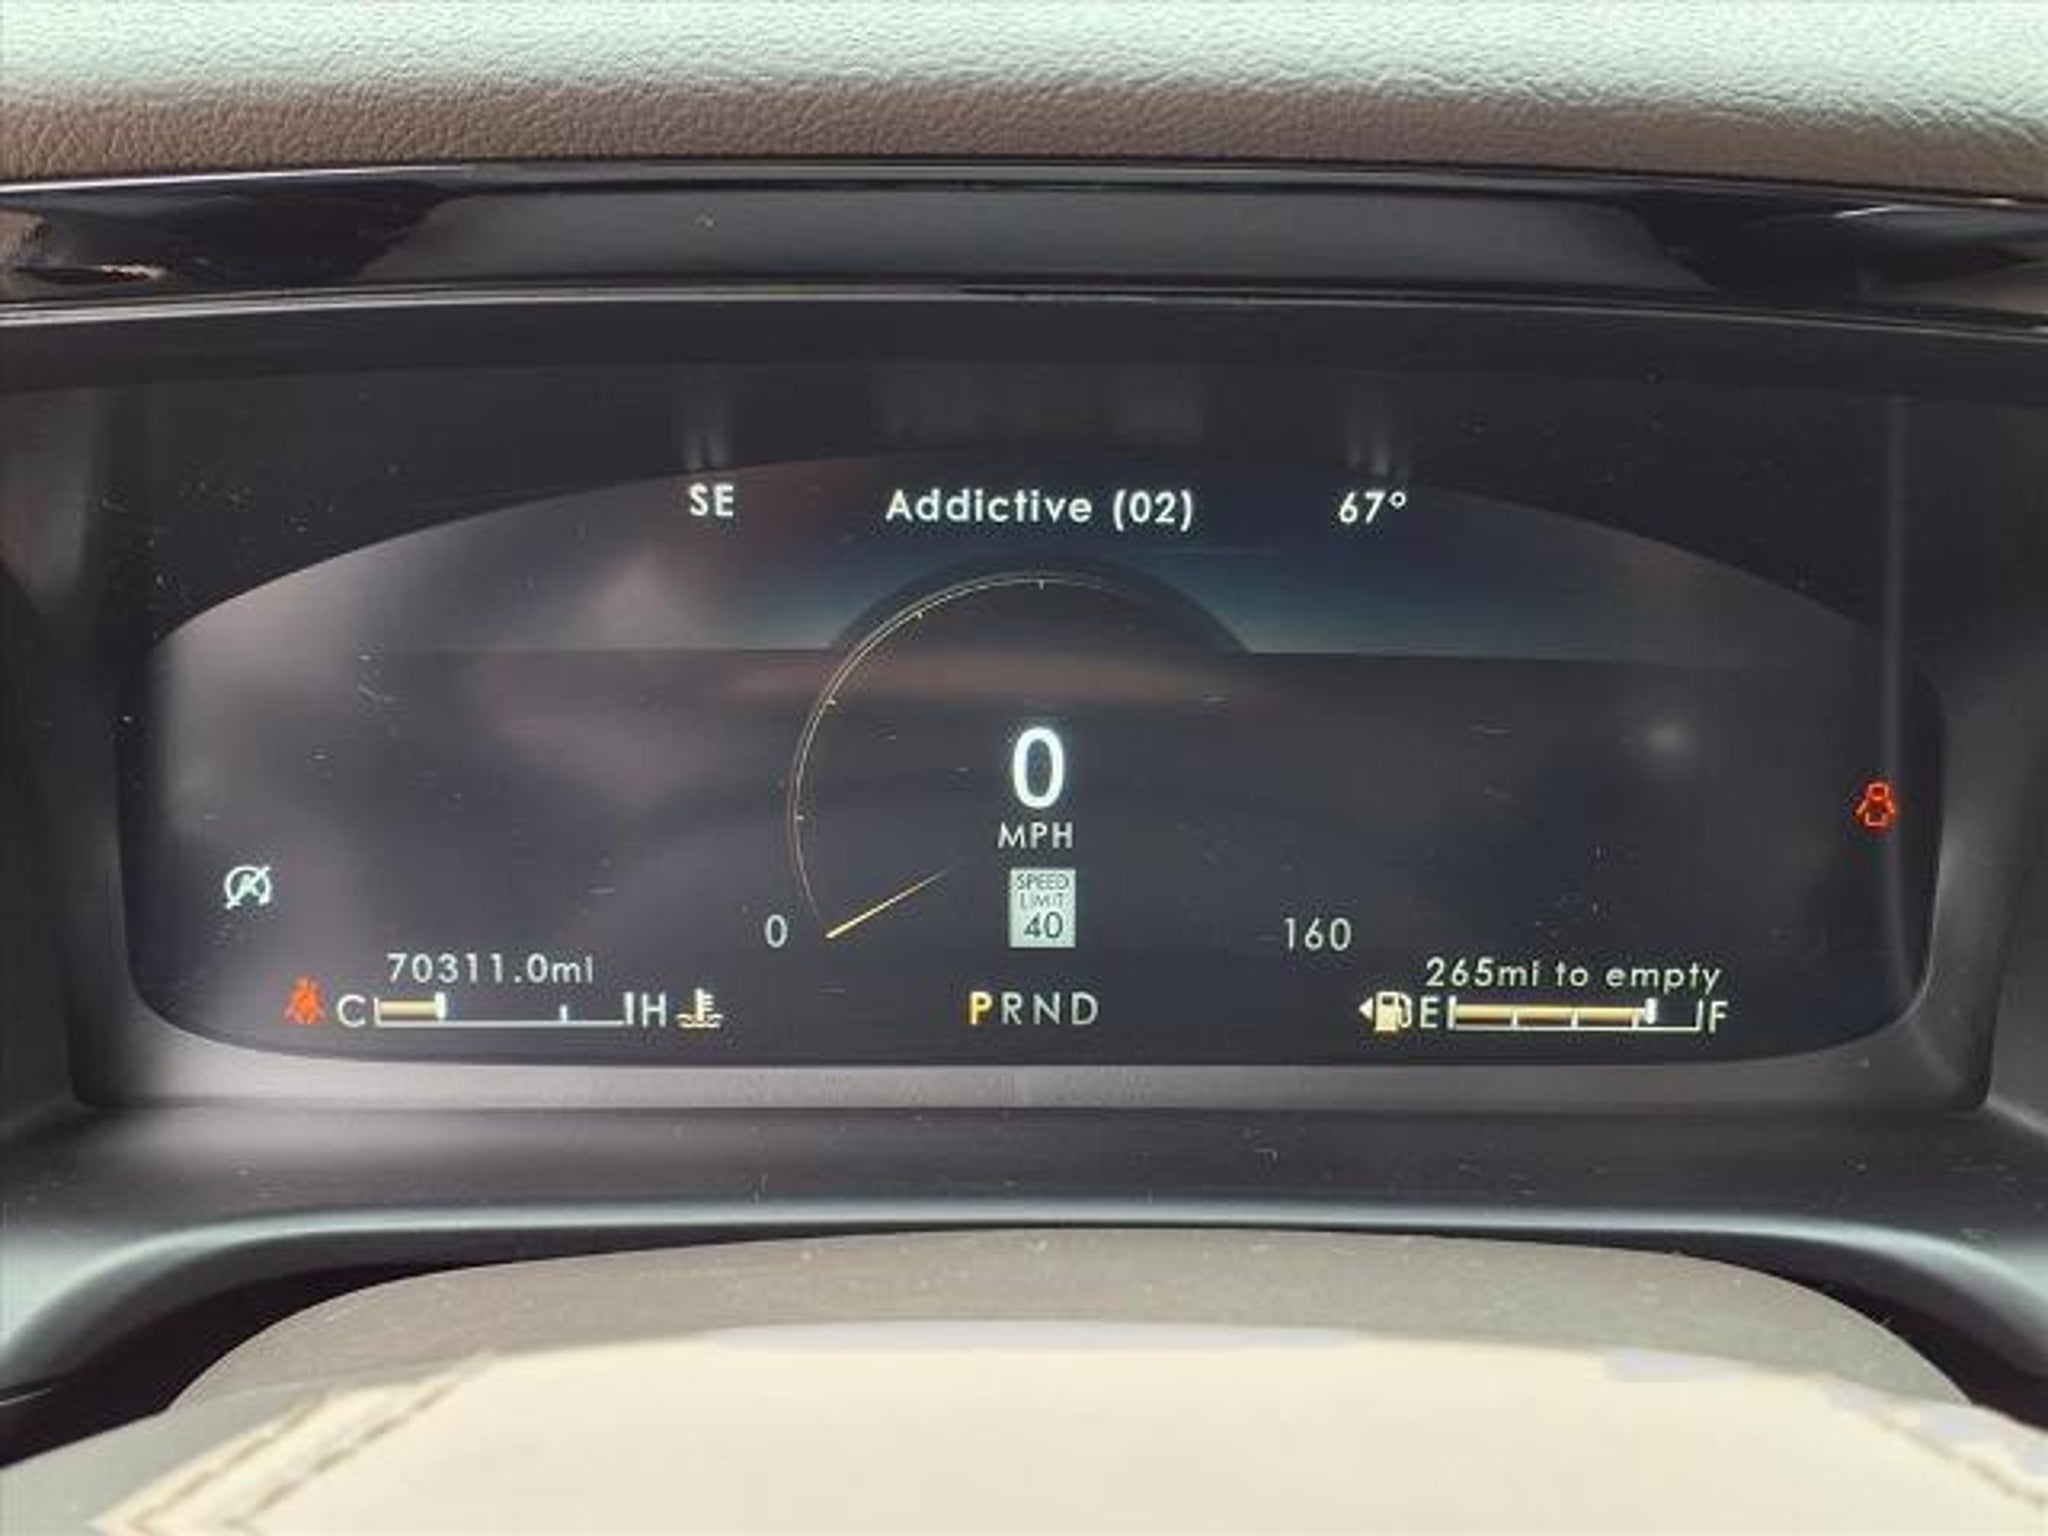 SE Addictive (02) 67°
0
MPH
SPEED
LIMIT
40
0 160
70311.0mi 265mi to empty
C H PRND E F